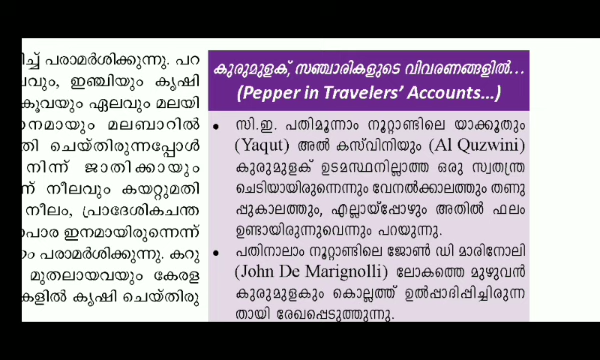 ച്ച് പരാമർശിക്കുന്നു. പറ
വും, ഇഞ്ചിയും കൃഷി
കൂവയും ഏലവും മലയി
നമായും മലബാറിൽ
തി ചെയ്തിരുന്നപ്പോൾ
നിന്ന് ജാതിക്കായും
ന് നീലവും കയറ്റുമതി
നീലം, പ്രാദേശികചന്ത
പാര ഇനമായിരുന്നെന്ന്
പരാമർശിക്കുന്നു. കറു
മുതലായവയും കേരള
കളിൽ കൃഷി ചെയ്തിരു
കുരുമുളക്, സഞ്ചാരികളുടെ വിവരണങ്ങളിൽ...
(Pepper in Travelers' Accounts...)
• സി.ഇ. പതിമൂന്നാം നൂറ്റാണ്ടിലെ യാക്കൂതും
(Yaqut) അൽ കസ്‌വിനിയും (Al Quzwini)
കുരുമുളക് ഉടമസ്ഥനില്ലാത്ത ഒരു സ്വതന്ത്ര
ചെടിയായിരുന്നെന്നും വേനൽക്കാലത്തും തണു
പ്പുകാലത്തും, എല്ലായ്പ്പോഴും അതിൽ ഫലം
ഉണ്ടായിരുന്നുവെന്നും പറയുന്നു.
• പതിനാലാം നൂറ്റാണ്ടിലെ ജോൺ ഡി മാരിനോലി
(John De Marignolli) ലോകത്തെ മുഴുവൻ
കുരുമുളകും കൊല്ലത്ത് ഉൽപ്പാദിപ്പിച്ചിരുന്ന
തായി രേഖപ്പെടുത്തുന്നു.